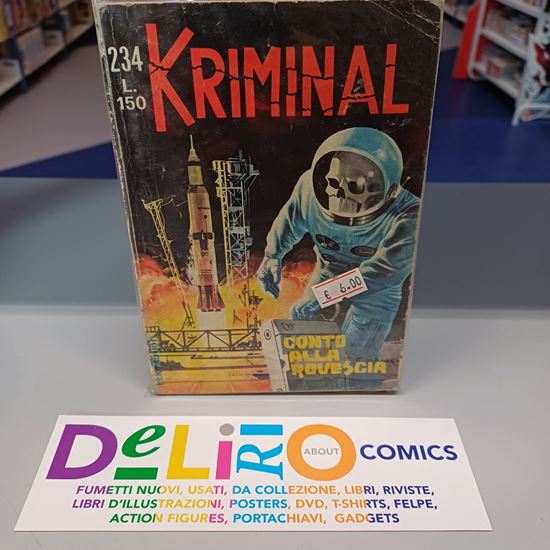 234
L.
150
KRIMINAL
€ 6.00
CONTO
ALLA
ROVESCIA
DeLiRIO
ABOUT
COMICS
FUMETTI NUOVI, USATI, DA COLLEZIONE, LIBRI, RIVISTE,
LIBRI D'ILLUSTRAZIONI, POSTERS, DVD, T-SHIRTS, FELPE,
ACTION FIGURES, PORTACHIAVI, GADGETS